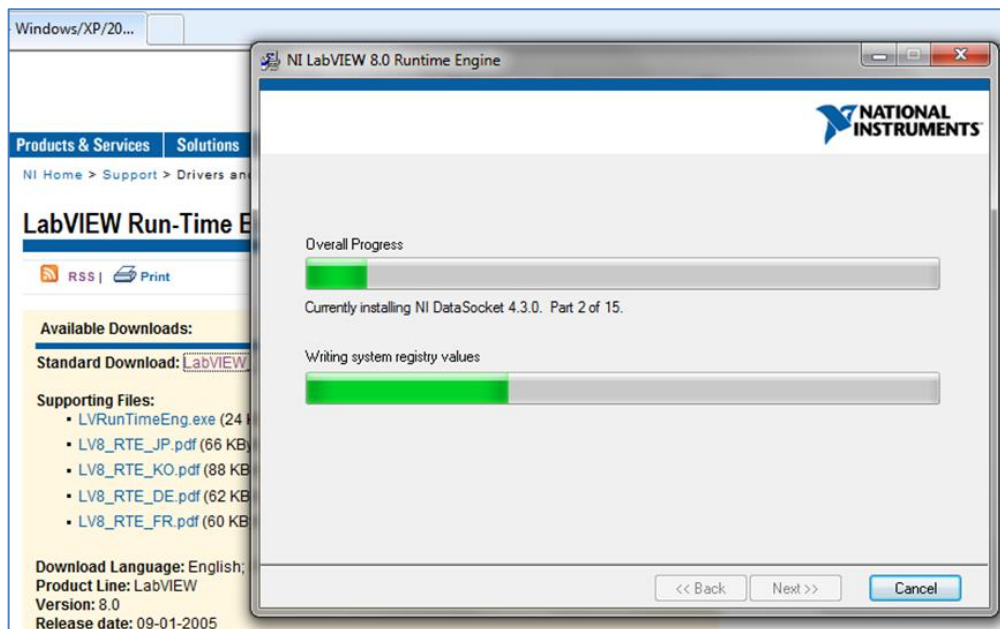 Windows/XP/20...
NI LabVIEW 8.0 Runtime Engine
NATIONAL
INSTRUMENTS
Products & Services Solutions
NI Home > Support > Drivers an
LabVIEW Run-Time E
RSS | Print
Available Downloads:
Standard Download: LabVIEW
Supporting Files:
LVRunTimeEng.exe (24
LV8_RTE_JP.pdf (66 KBy
LV8_RTE_KO.pdf (88 KB
LV8_RTE_DE.pdf (62 KB
LV8_RTE_FR.pdf (60 KB
Download Language: English;
Product Line: LabVIEW
Version: 8.0
Release date: 09-01-2005
Overall Progress
Currently installing NI DataSocket 4.3.0. Part 2 of 15.
Writing system registry values
<< Back Next >> Cancel